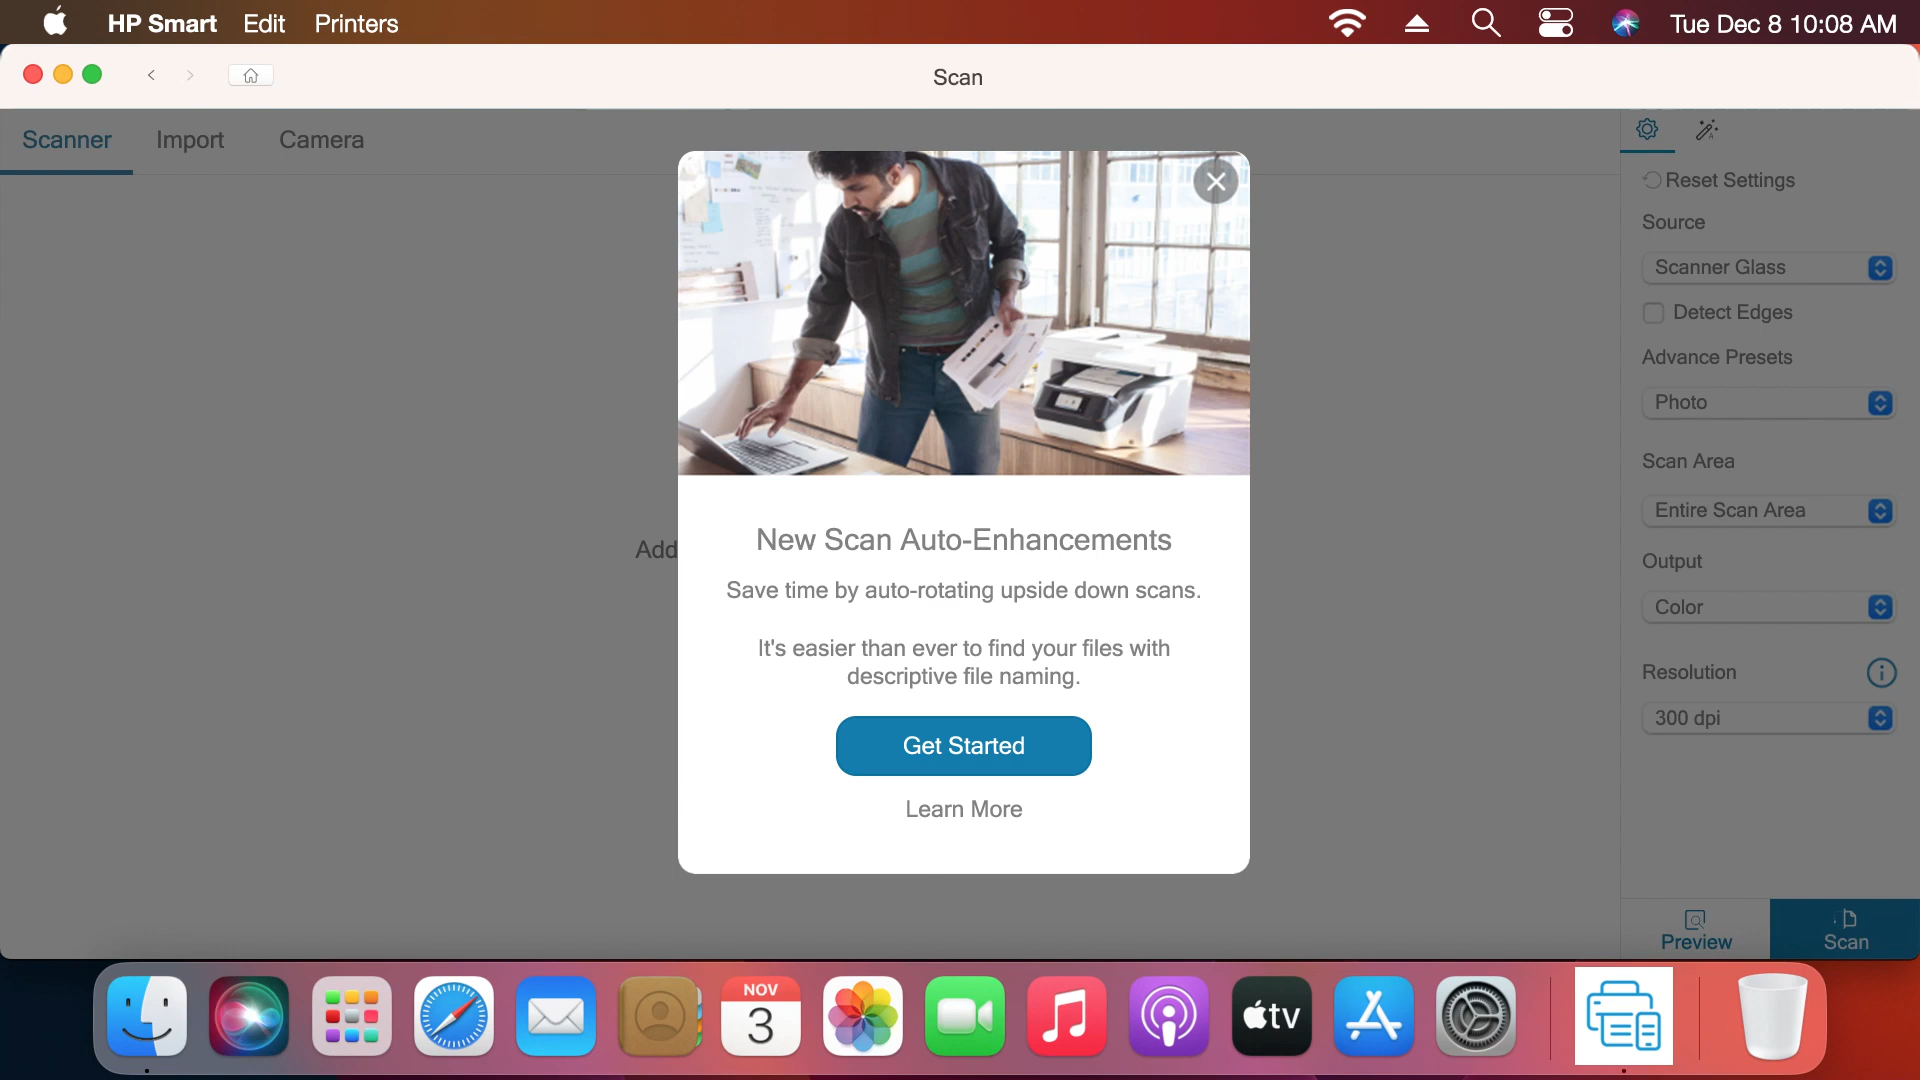 HP Smart Edit Printers Tue Dec 8 10:08 AM
Scan
Scanner Import Camera
Reset Settings
Source
Scanner Glass
Detect Edges
Advance Presets
Photo
Scan Area
Entire Scan Area
Add
New Scan Auto-Enhancements
Save time by auto-rotating upside down scans.
It's easier than ever to find your files with
descriptive file naming.
Get Started
Learn More
Output
Color
Resolution
300 dpi
Preview
Scan
NOV
3
tv